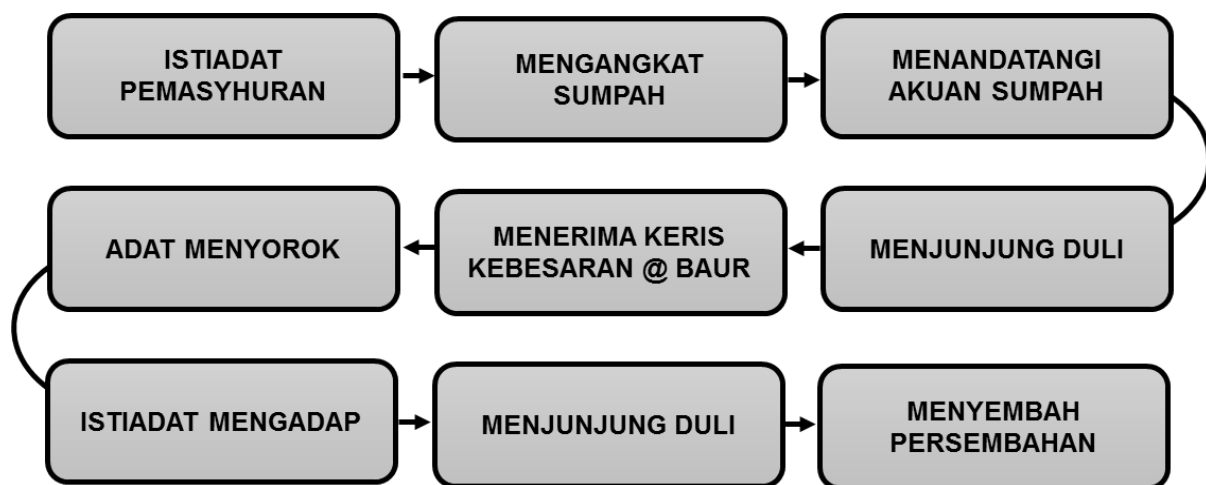 ISTIADAT
PEMASYHURAN
MENGANGKAT
SUMPAH
MENANDATANGI
AKUAN SUMPAH
MENJUNJUNG DULI
MENERIMA KERIS
KEBESARAN @ BAUR
ADAT MENYOROK
ISTIADAT MENGADAP
MENJUNJUNG DULI
MENYEMBAH
PERSEMBAHAN